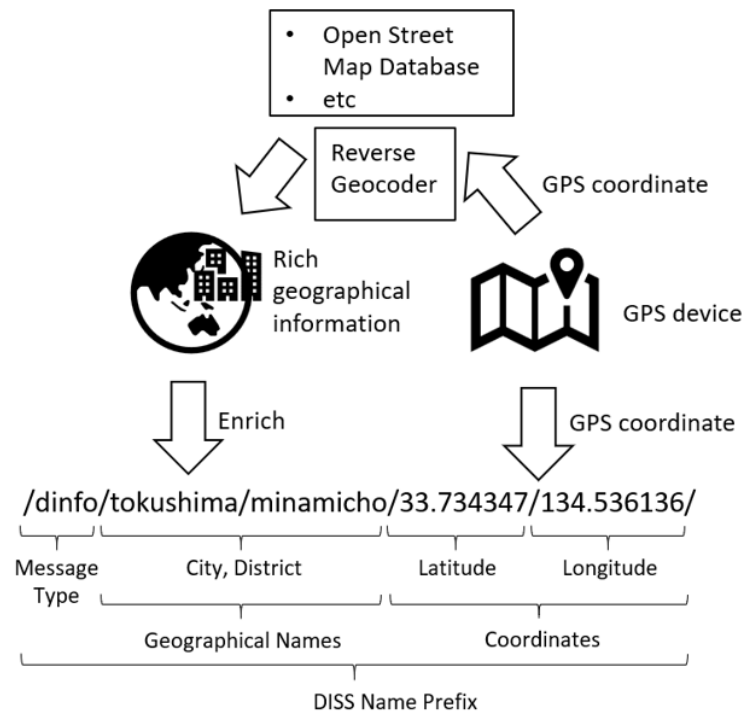 • Open Street
Map Database
• etc
Reverse
Geocoder
GPS coordinate
Rich
geographical
information
GPS device
Enrich
GPS coordinate
/dinfo/tokushima/minamicho/33.734347/134.536136/
Message
Type
City, District
Latitude
Longitude
Geographical Names
Coordinates
DISS Name Prefix